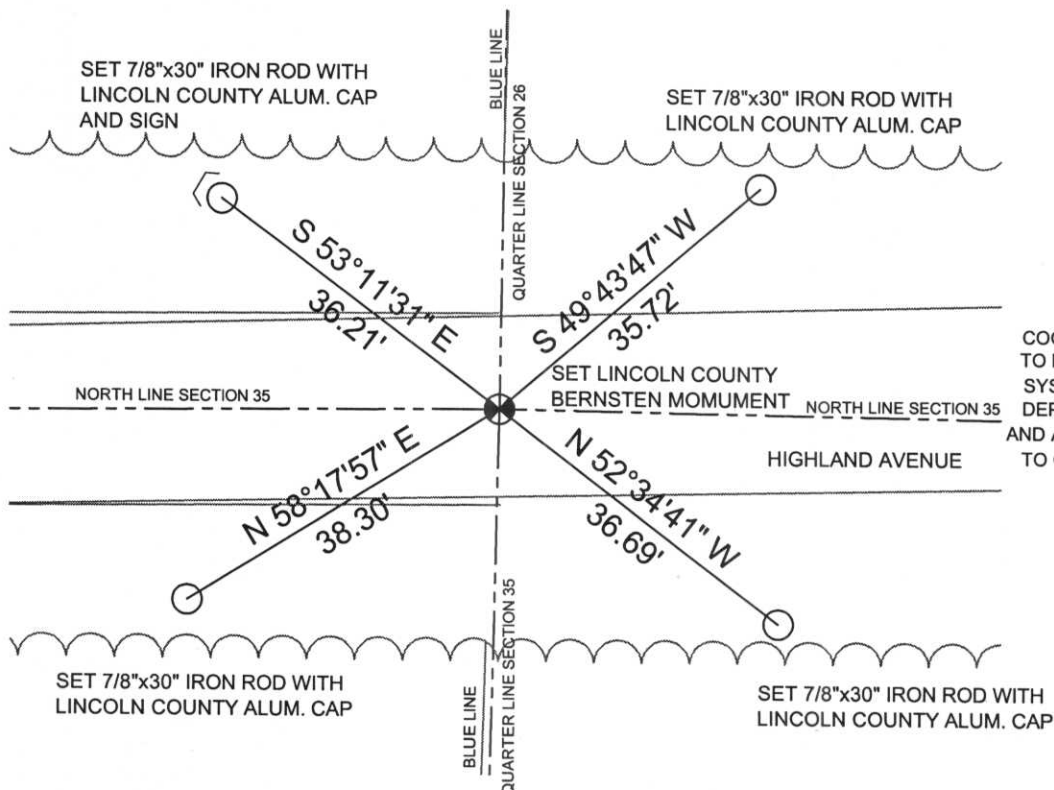 SET 7/8"x30" IRON ROD WITH
LINCOLN COUNTY ALUM. CAP
AND SIGN
BLUE LINE
QUARTER LINE SECTION 26
SET 7/8"x30" IRON ROD WITH
LINCOLN COUNTY ALUM. CAP
S 53°11'31" E
36.21'
S 49°43'47" W
35.72'
SET LINCOLN COUNTY
BERNSTEN MOMUMENT
NORTH LINE SECTION 35
NORTH LINE SECTION 35
HIGHLAND AVENUE
SYS
AND
TO
TO
N 58°17'57" E
38.30'
N 52°34'41" W
36.69'
SET 7/8"x30" IRON ROD WITH
LINCOLN COUNTY ALUM. CAP
BLUE LINE
QUARTER LINE SECTION 35
SET 7/8"x30" IRON ROD WITH
LINCOLN COUNTY ALUM. CAP